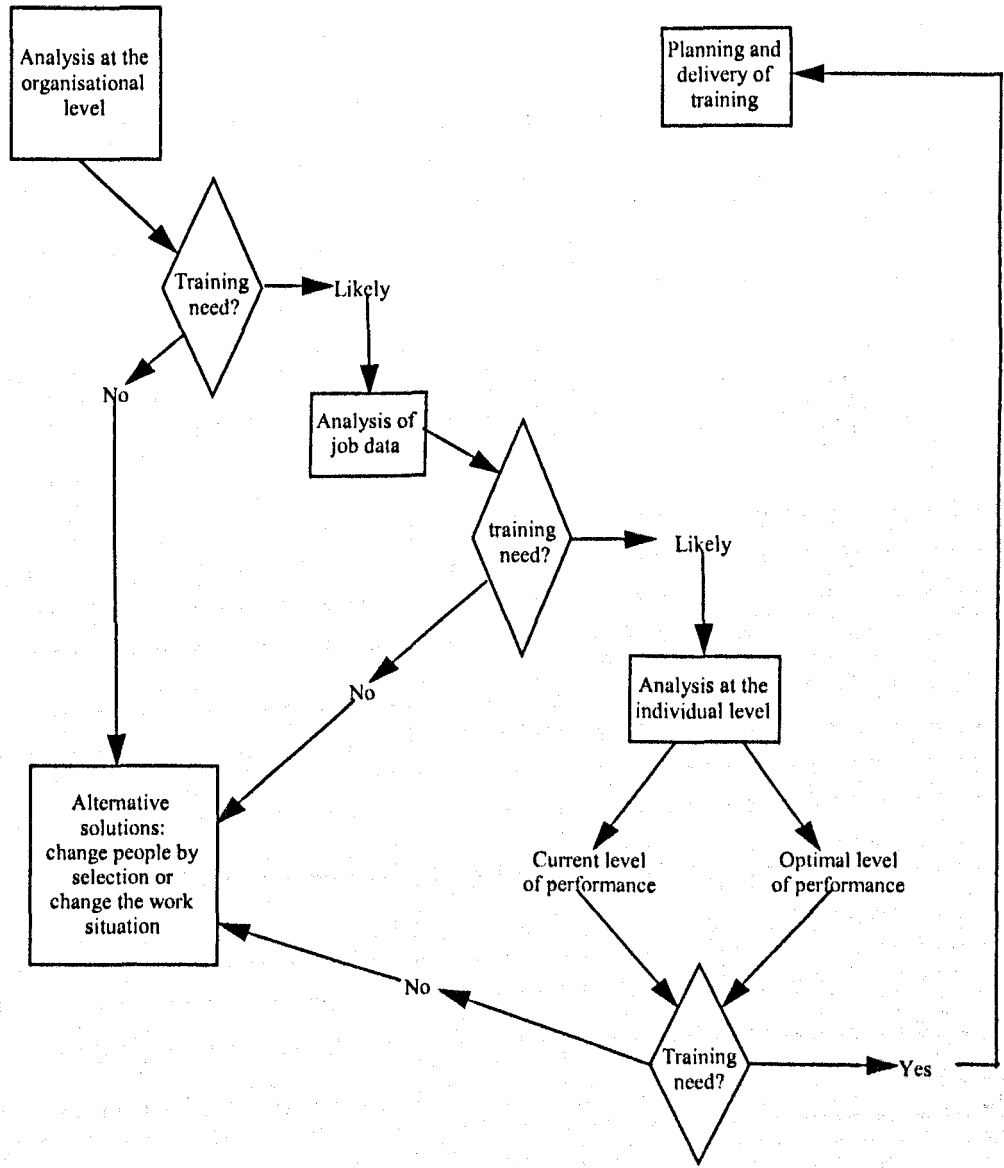 Analysis at the
organisational
level
Planning and
delivery of
training
Training
need?
Likely
No
Analysis of
job data
training
need?
Likely
No
Analysis at the
individual level
Alternative
solutions:
change people by
selection or
change the work
situation
Current level
of performance
Optimal level
of performance
No
Training
need?
Yes